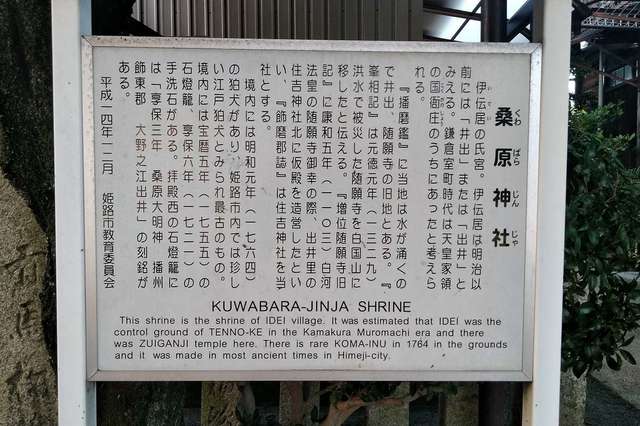 桑原神社
くわ ばら じん じゃ
伊伝居の氏宮。伊伝居は明治以
前には「井出」または「出井」と
みえる。鎌倉室町時代は天皇家領
の国衙庄のうちにあったと考えら
れる。
『播磨鑑』に当地は水が湧くの
で井出、随願寺の旧地とある。『
峯相記』は元徳元年（一三二九）
洪水で被災した随願寺を白国山に
移したと伝える。『増位随願寺旧
記』に康和五年（一一〇三）白河
法皇の随願寺御幸の際、出井里の
住吉神社北に仮殿を造営したとい
い、『飾磨郡誌』は住吉神社を当
社とする。
境内には明和元年（一七六四）
の狛犬があり、姫路市内では珍し
い江戸狛犬とみられ最古のもの。
境内には宝暦五年（一七五五）の
石燈籠、享保六年（一七二一）の
手洗石がある。拝殿西の石燈籠に
は「享保三年 桑原大明神 播州
飾東郡 大野之江出井」の刻銘が
ある。
平成一四年一二月 姫路市教育委員会
KUWABARA-JINJA SHRINE
This shrine is the shrine of IDEI village. It was estimated that IDEI was the
control ground of TENNO-KE in the Kamakura Muromachi era and there
was ZUIGANJI temple here. There is rare KOMA-INU in 1764 in the grounds
and it was made in most ancient times in Himeji-city.